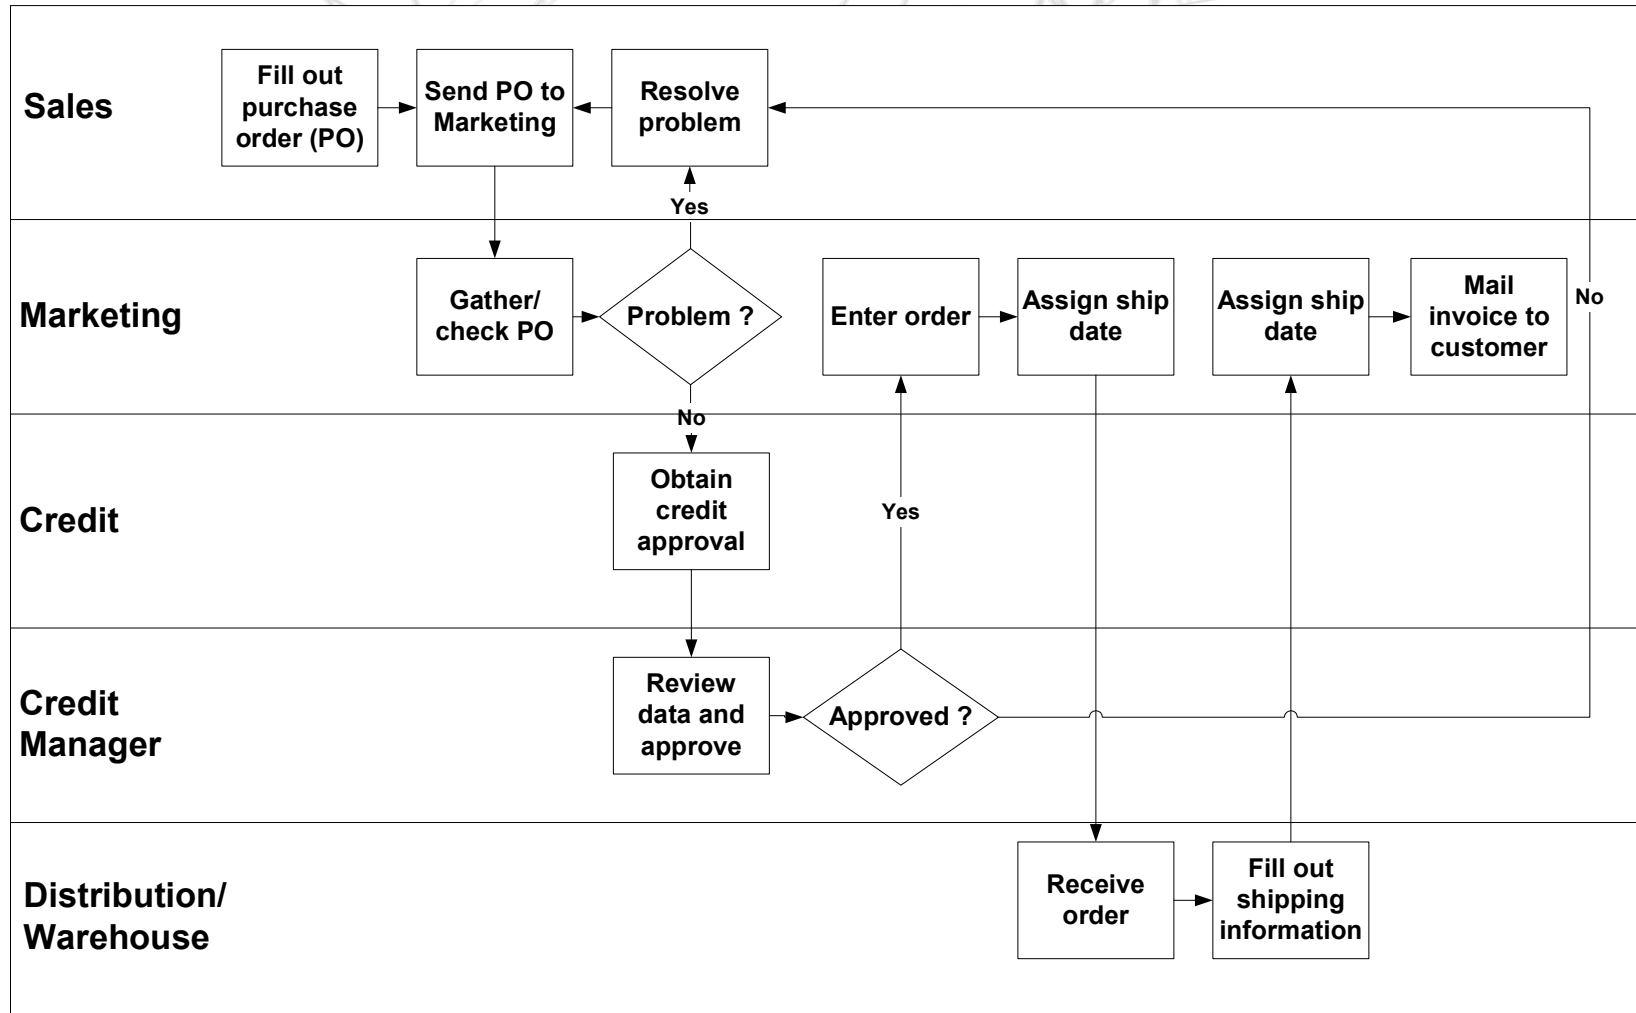 Sales
Fill out
purchase
order (PO)
Send PO to
Marketing
Resolve
problem
Yes
Marketing
Gather/
check PO
Problem ?
Enter order
Assign ship
date
Assign ship
date
Mail
invoice to
customer
No
No
Credit
Obtain
credit
approval
Yes
Credit
Manager
Review
data and
approve
Approved ?
Distribution/
Warehouse
Receive
order
Fill out
shipping
information